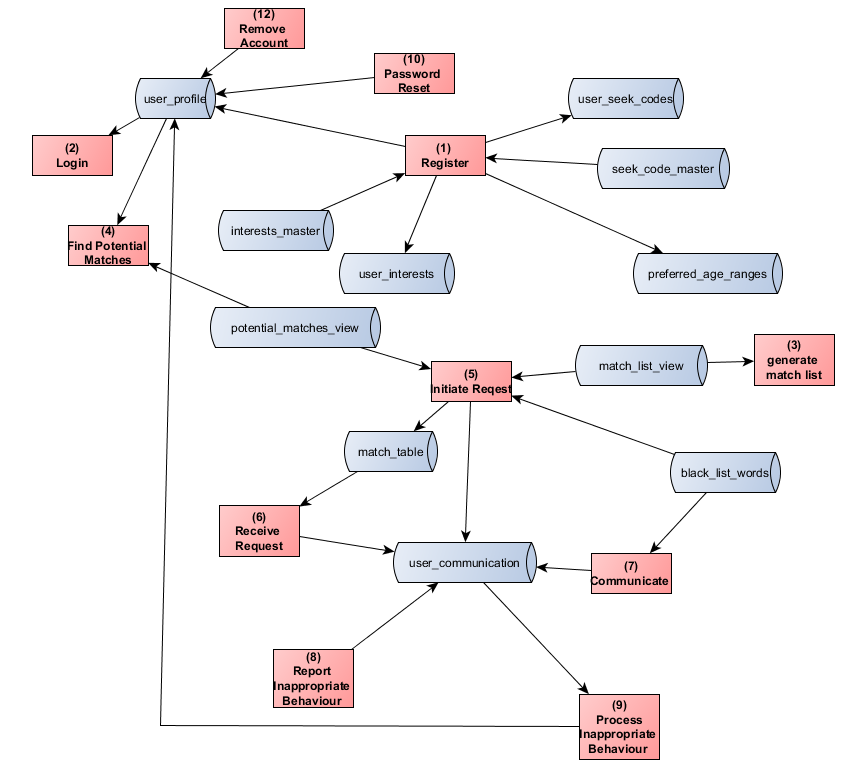 (12)
Remove
Account
(10)
Password
Reset
user_profile
user_seek_codes
(2)
Login
(1)
Register
seek_code_master
(4)
Find Potential
Matches
interests_master
user_interests
preferred_age_ranges
potential_matches_view
(5)
Initiate Reqest
match_list_view
(3)
generate
match list
match_table
black_list_words
(6)
Receive
Request
user_communication
(7)
Communicate
(8)
Report
Inappropriate
Behaviour
(9)
Process
Inappropriate
Behaviour